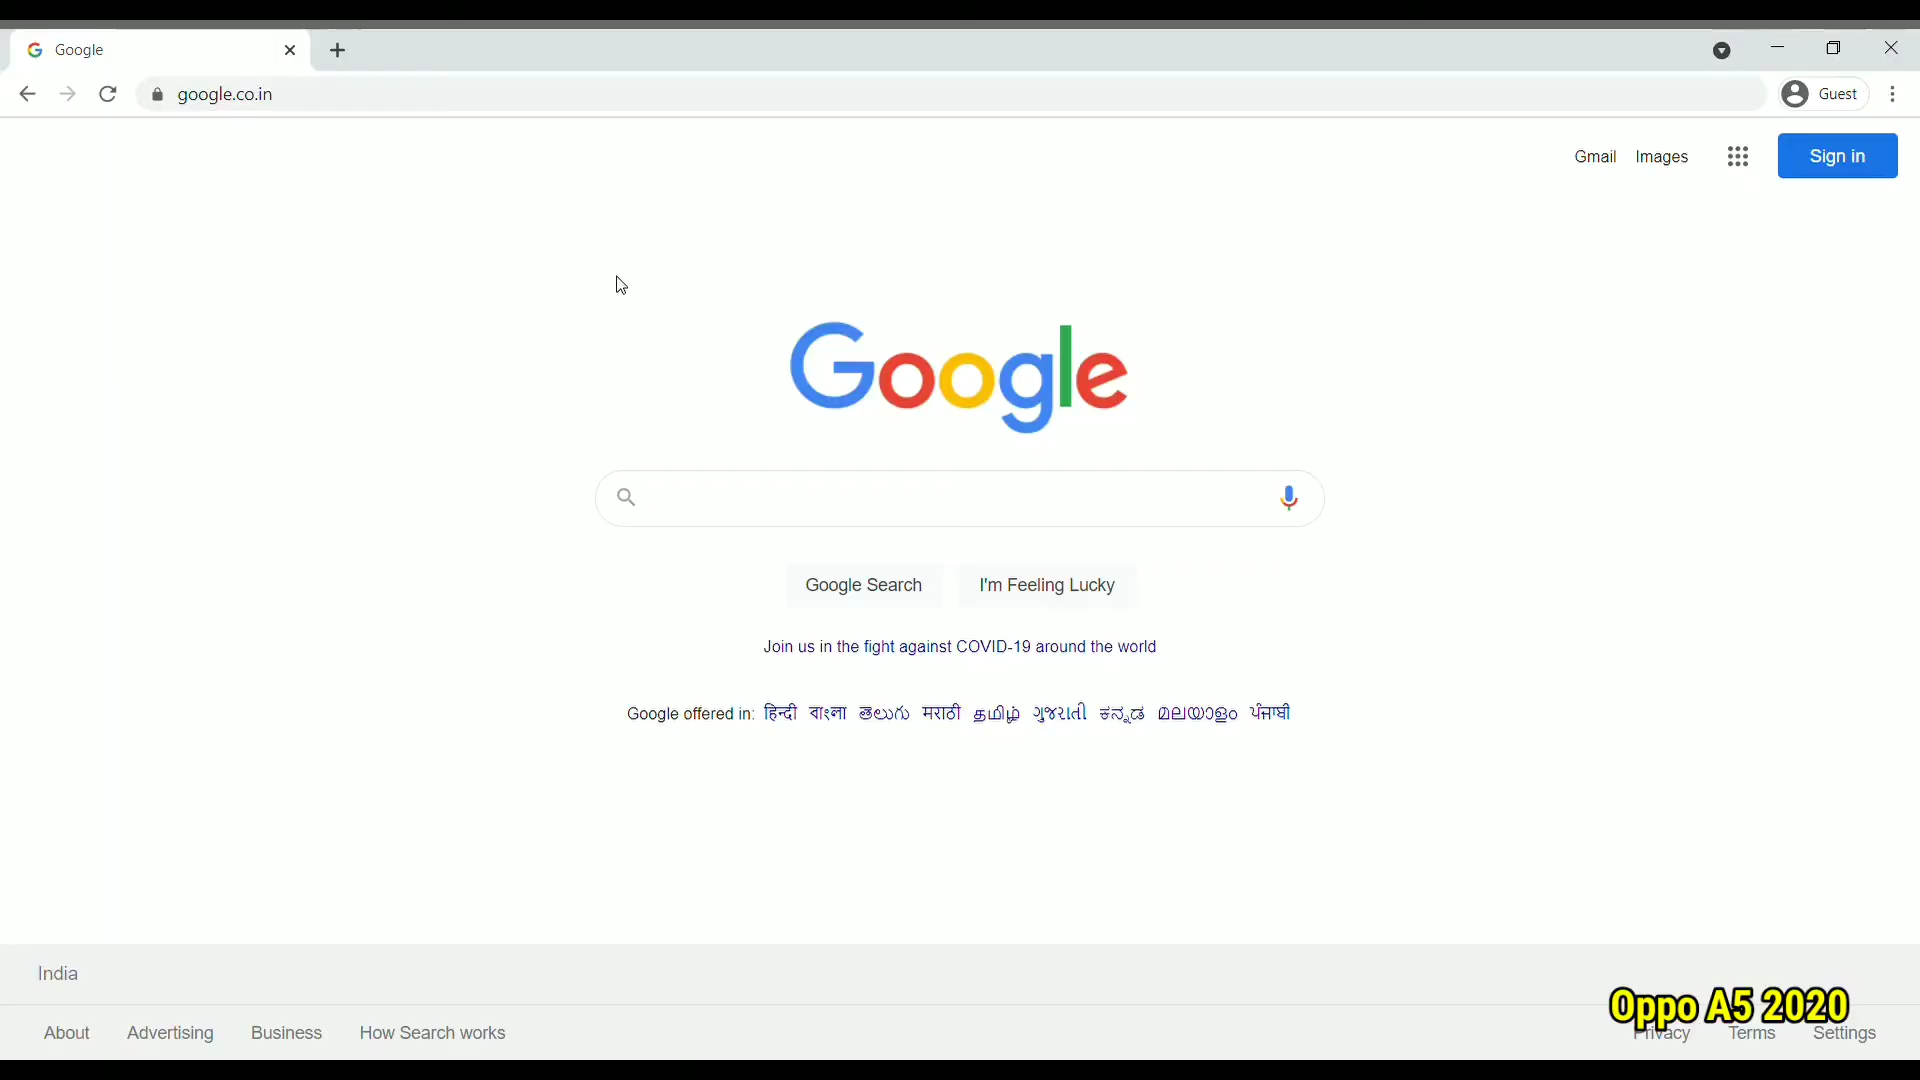 Google
google.co.in
Guest
Gmail Images Sign in
Google
Google Search I'm Feeling Lucky
Join us in the fight against COVID-19 around the world
Google offered in: हिन्दी বাংলা తెలుగు मराठी தமிழ் ગુજરાતી ಕನ್ನಡ മലയാളം ਪੰਜਾਬੀ
India
Oppo A5 2020
About Advertising Business How Search works Privacy Terms Settings